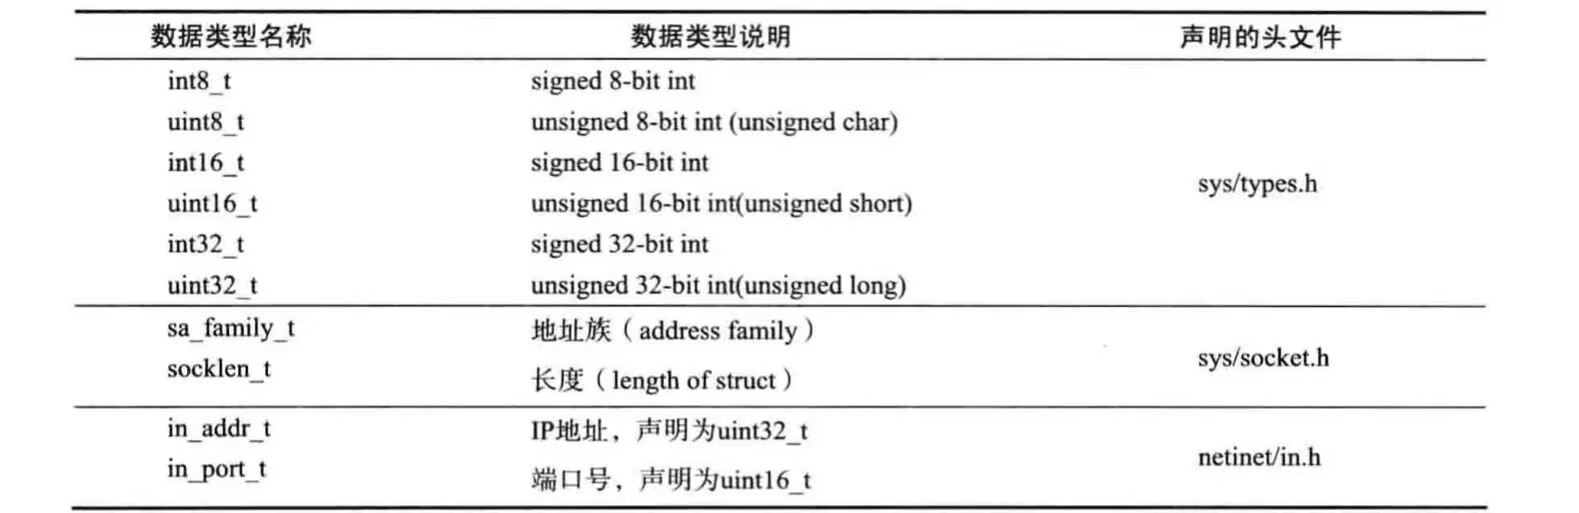 数据类型名称 数据类型说明 声明的头文件
int8_t signed 8-bit int
uint8_t unsigned 8-bit int (unsigned char)
int16_t signed 16-bit int
sys/types.h
uint16_t unsigned 16-bit int(unsigned short)
int32_t signed 32-bit int
uint32_t unsigned 32-bit int(unsigned long)
sa_family_t 地址族（address family）
sys/socket.h
socklen_t 长度（length of struct）
in_addr_t IP地址，声明为uint32_t
netinet/in.h
in_port_t 端口号，声明为uint16_t